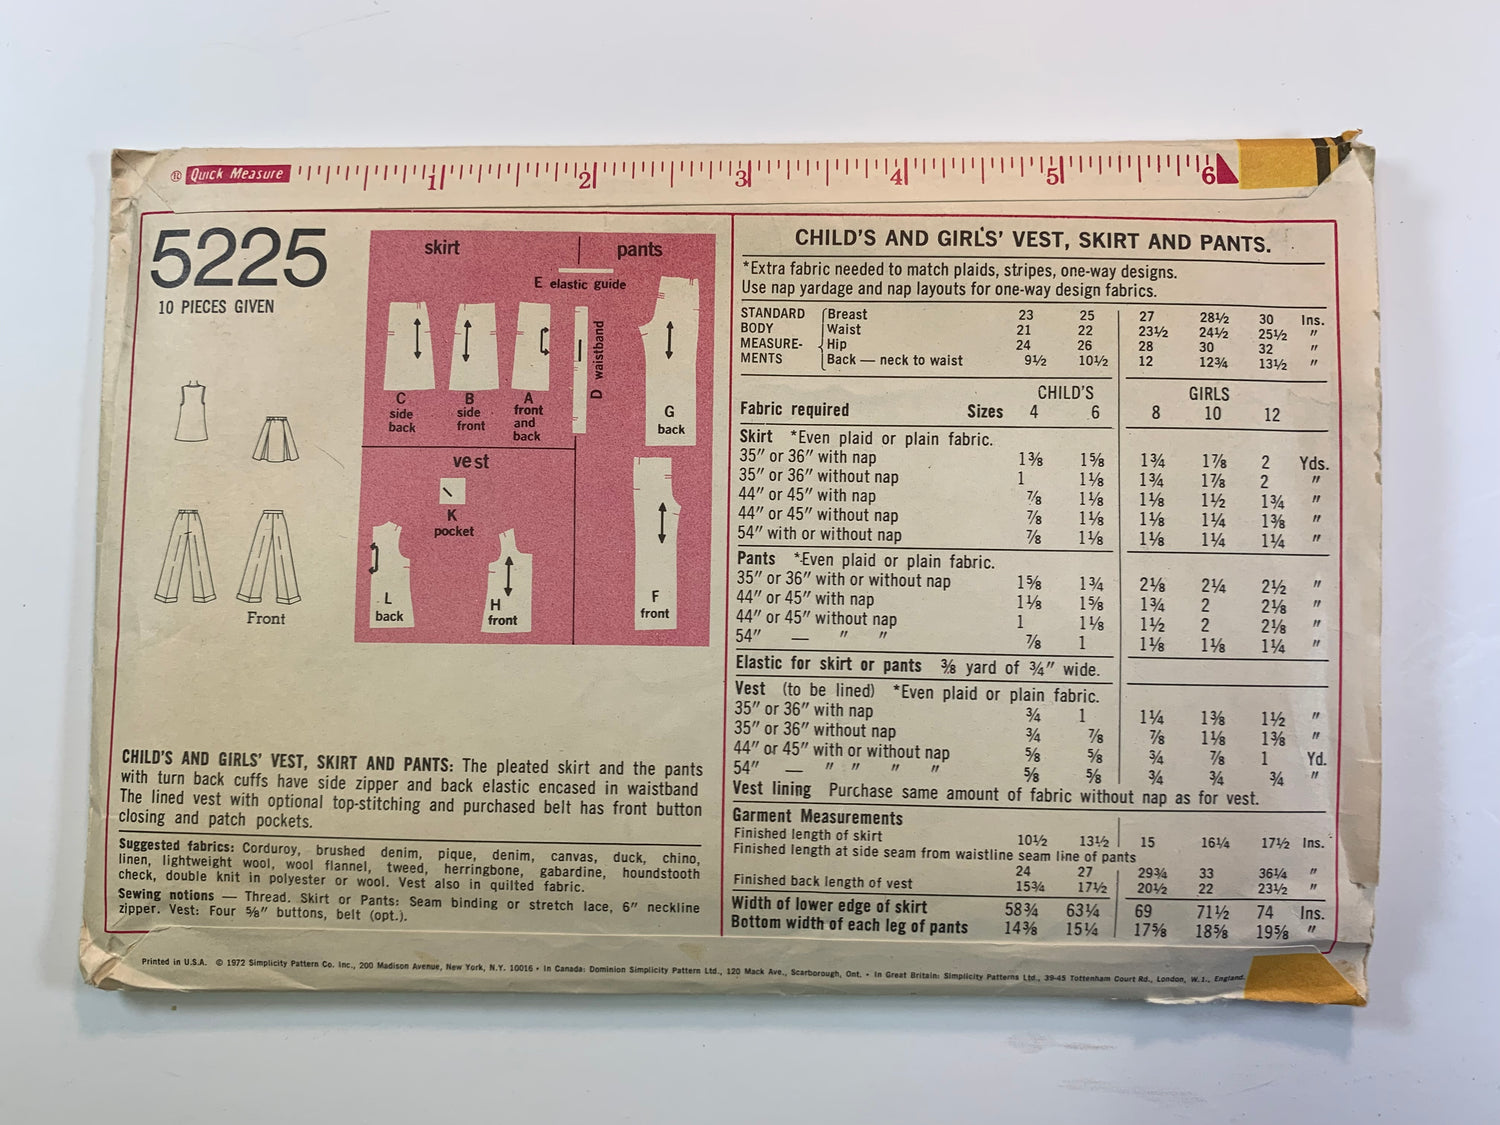 ® Quick Measure 1 2 3 4 5 6
5225
10 PIECES GIVEN
Front
skirt
pants
E elastic guide
C
side
back
B
side
front
A
front
and
back
D waistband
G
back
vest
K
pocket
L
back
H
front
F
front
CHILD'S AND GIRLS' VEST, SKIRT AND PANTS: The pleated skirt and the pants
with turn back cuffs have side zipper and back elastic encased in waistband
The lined vest with optional top-stitching and purchased belt has front button
closing and patch pockets.
Suggested fabrics: Corduroy, brushed denim, pique, denim, canvas, duck, chino,
linen, lightweight wool, wool flannel, tweed, herringbone, gabardine, houndstooth
check, double knit in polyester or wool. Vest also in quilted fabric.
Sewing notions — Thread. Skirt or Pants: Seam binding or stretch lace, 6" neckline
zipper. Vest: Four ⅝" buttons, belt (opt.).
CHILD'S AND GIRLS' VEST, SKIRT AND PANTS.
*Extra fabric needed to match plaids, stripes, one-way designs.
Use nap yardage and nap layouts for one-way design fabrics.
STANDARD Breast 23 25 27 28½ 30 Ins.
BODY Waist 21 22 23½ 24½ 25½ "
MEASURE- Hip 24 26 28 30 32 "
MENTS Back — neck to waist 9½ 10½ 12 12¾ 13½ "
CHILD'S GIRLS
Fabric required Sizes 4 6 8 10 12
Skirt *Even plaid or plain fabric.
35" or 36" with nap 1⅜ 1⅝ 1¾ 1⅞ 2 Yds.
35" or 36" without nap 1 1⅛ 1¾ 1⅞ 2 "
44" or 45" with nap ⅞ 1⅛ 1⅛ 1½ 1¾ "
44" or 45" without nap ⅞ 1⅛ 1⅛ 1¼ 1⅜ "
54" with or without nap ⅞ 1⅛ 1⅛ 1¼ 1¼ "
Pants *Even plaid or plain fabric.
35" or 36" with or without nap 1⅝ 1¾ 2⅛ 2¼ 2½ "
44" or 45" with nap 1⅛ 1⅝ 1¾ 2 2⅛ "
44" or 45" without nap 1 1⅛ 1½ 2 2⅛ "
54" — " " ⅞ 1 1⅛ 1⅛ 1¼ "
Elastic for skirt or pants ⅜ yard of ¾" wide.
Vest (to be lined) *Even plaid or plain fabric.
35" or 36" with nap ¾ 1 1¼ 1⅜ 1½ "
35" or 36" without nap ¾ ⅞ ⅞ 1⅛ 1⅜ "
44" or 45" with or without nap ⅝ ⅝ ¾ ⅞ 1 Yd.
54" — " " " " ⅝ ⅝ ¾ ¾ ¾ "
Vest lining Purchase same amount of fabric without nap as for vest.
Garment Measurements
Finished length of skirt 10½ 13½ 15 16¼ 17½ Ins.
Finished length at side seam from waistline seam line of pants
24 27 29¾ 33 36¼ "
Finished back length of vest 15¾ 17½ 20½ 22 23½ "
Width of lower edge of skirt 58¾ 63¼ 69 71½ 74 Ins.
Bottom width of each leg of pants 14⅜ 15¼ 17⅝ 18⅝ 19⅝ "
Printed in U.S.A. © 1972 Simplicity Pattern Co. Inc., 200 Madison Avenue, New York, N.Y. 10016 • In Canada: Dominion Simplicity Pattern Ltd., 120 Mack Ave., Scarborough, Ont. • In Great Britain: Simplicity Patterns Ltd., 39-45 Tottenham Court Rd., London, W.1., England.